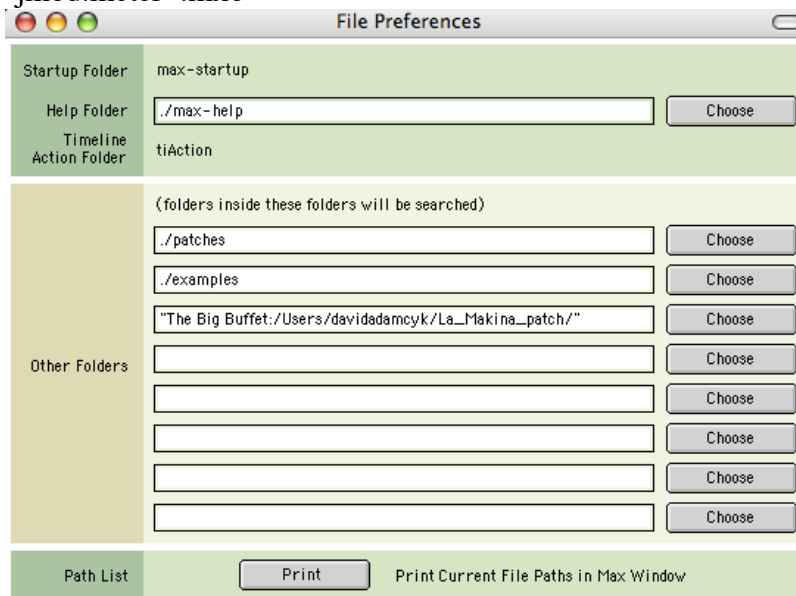 File Preferences
Startup Folder max-startup
Help Folder ./max-help Choose
Timeline
Action Folder tiAction
(folders inside these folders will be searched)
./patches Choose
./examples Choose
"The Big Buffet:/Users/davidadamcyk/La_Makina_patch/" Choose
Other Folders Choose
Choose
Choose
Choose
Choose
Path List Print Print Current File Paths in Max Window